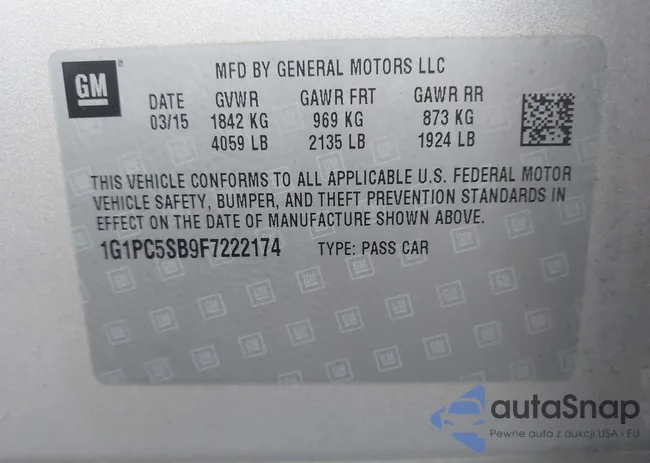 GM
MFD BY GENERAL MOTORS LLC
DATE GVWR GAWR FRT GAWR RR
03/15 1842 KG 969 KG 873 KG
4059 LB 2135 LB 1924 LB
THIS VEHICLE CONFORMS TO ALL APPLICABLE U.S. FEDERAL MOTOR
VEHICLE SAFETY, BUMPER, AND THEFT PREVENTION STANDARDS IN
EFFECT ON THE DATE OF MANUFACTURE SHOWN ABOVE.
1G1PC5SB9F7222174 TYPE: PASS CAR
autaSnap
Pewne auta z aukcji USA i EU